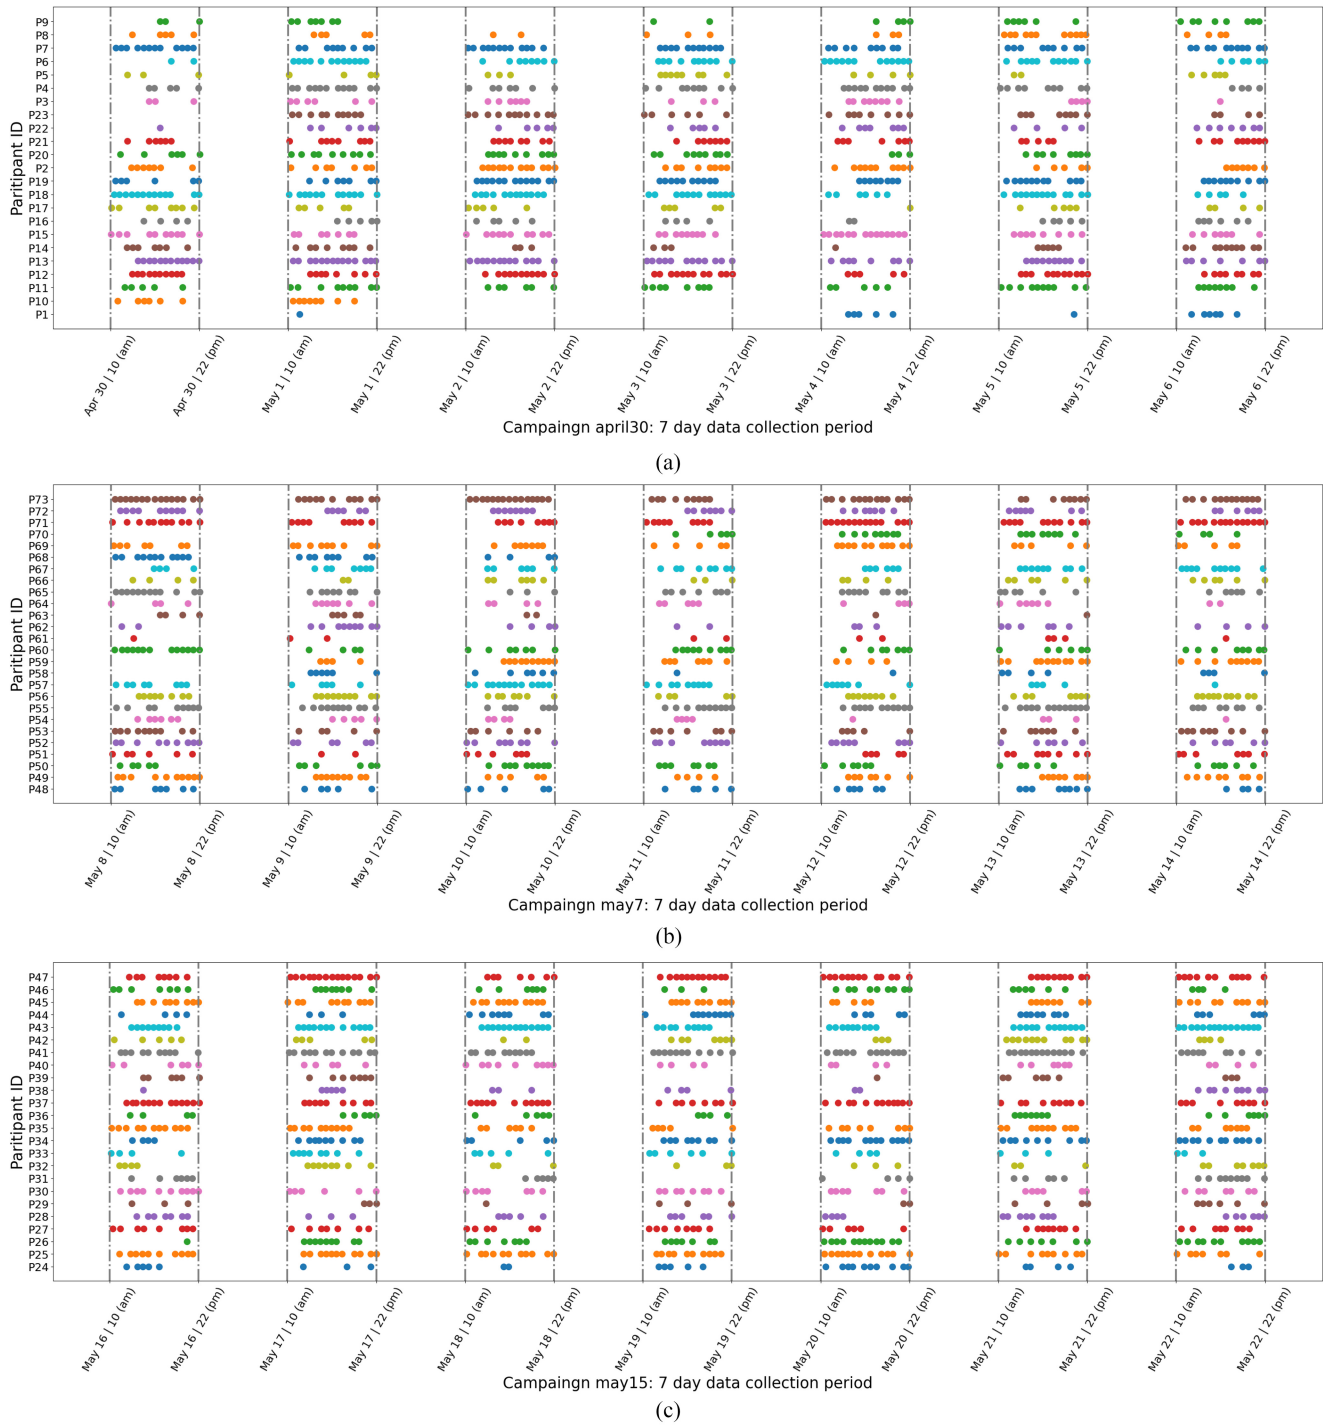 P9
P8
P7
P6
P5
P4
P3
P23
P22
P21
P20
P2
P19
P18
P17
P16
P15
P14
P13
P12
P11
P10
P1
Paritipant ID
Apr 30 | 10 (am)
Apr 30 | 22 (pm)
May 1 | 10 (am)
May 1 | 22 (pm)
May 2 | 10 (am)
May 2 | 22 (pm)
May 3 | 10 (am)
May 3 | 22 (pm)
May 4 | 10 (am)
May 4 | 22 (pm)
May 5 | 10 (am)
May 5 | 22 (pm)
May 6 | 10 (am)
May 6 | 22 (pm)
Campaingn april30: 7 day data collection period
(a)
P73
P72
P71
P70
P69
P68
P67
P66
P65
P64
P63
P62
P61
P60
P59
P58
P57
P56
P55
P54
P53
P52
P51
P50
P49
P48
Paritipant ID
May 8 | 10 (am)
May 8 | 22 (pm)
May 9 | 10 (am)
May 9 | 22 (pm)
May 10 | 10 (am)
May 10 | 22 (pm)
May 11 | 10 (am)
May 11 | 22 (pm)
May 12 | 10 (am)
May 12 | 22 (pm)
May 13 | 10 (am)
May 13 | 22 (pm)
May 14 | 10 (am)
May 14 | 22 (pm)
Campaingn may7: 7 day data collection period
(b)
P47
P46
P45
P44
P43
P42
P41
P40
P39
P38
P37
P36
P35
P34
P33
P32
P31
P30
P29
P28
P27
P26
P25
P24
Paritipant ID
May 16 | 10 (am)
May 16 | 22 (pm)
May 17 | 10 (am)
May 17 | 22 (pm)
May 18 | 10 (am)
May 18 | 22 (pm)
May 19 | 10 (am)
May 19 | 22 (pm)
May 20 | 10 (am)
May 20 | 22 (pm)
May 21 | 10 (am)
May 21 | 22 (pm)
May 22 | 10 (am)
May 22 | 22 (pm)
Campaingn may15: 7 day data collection period
(c)